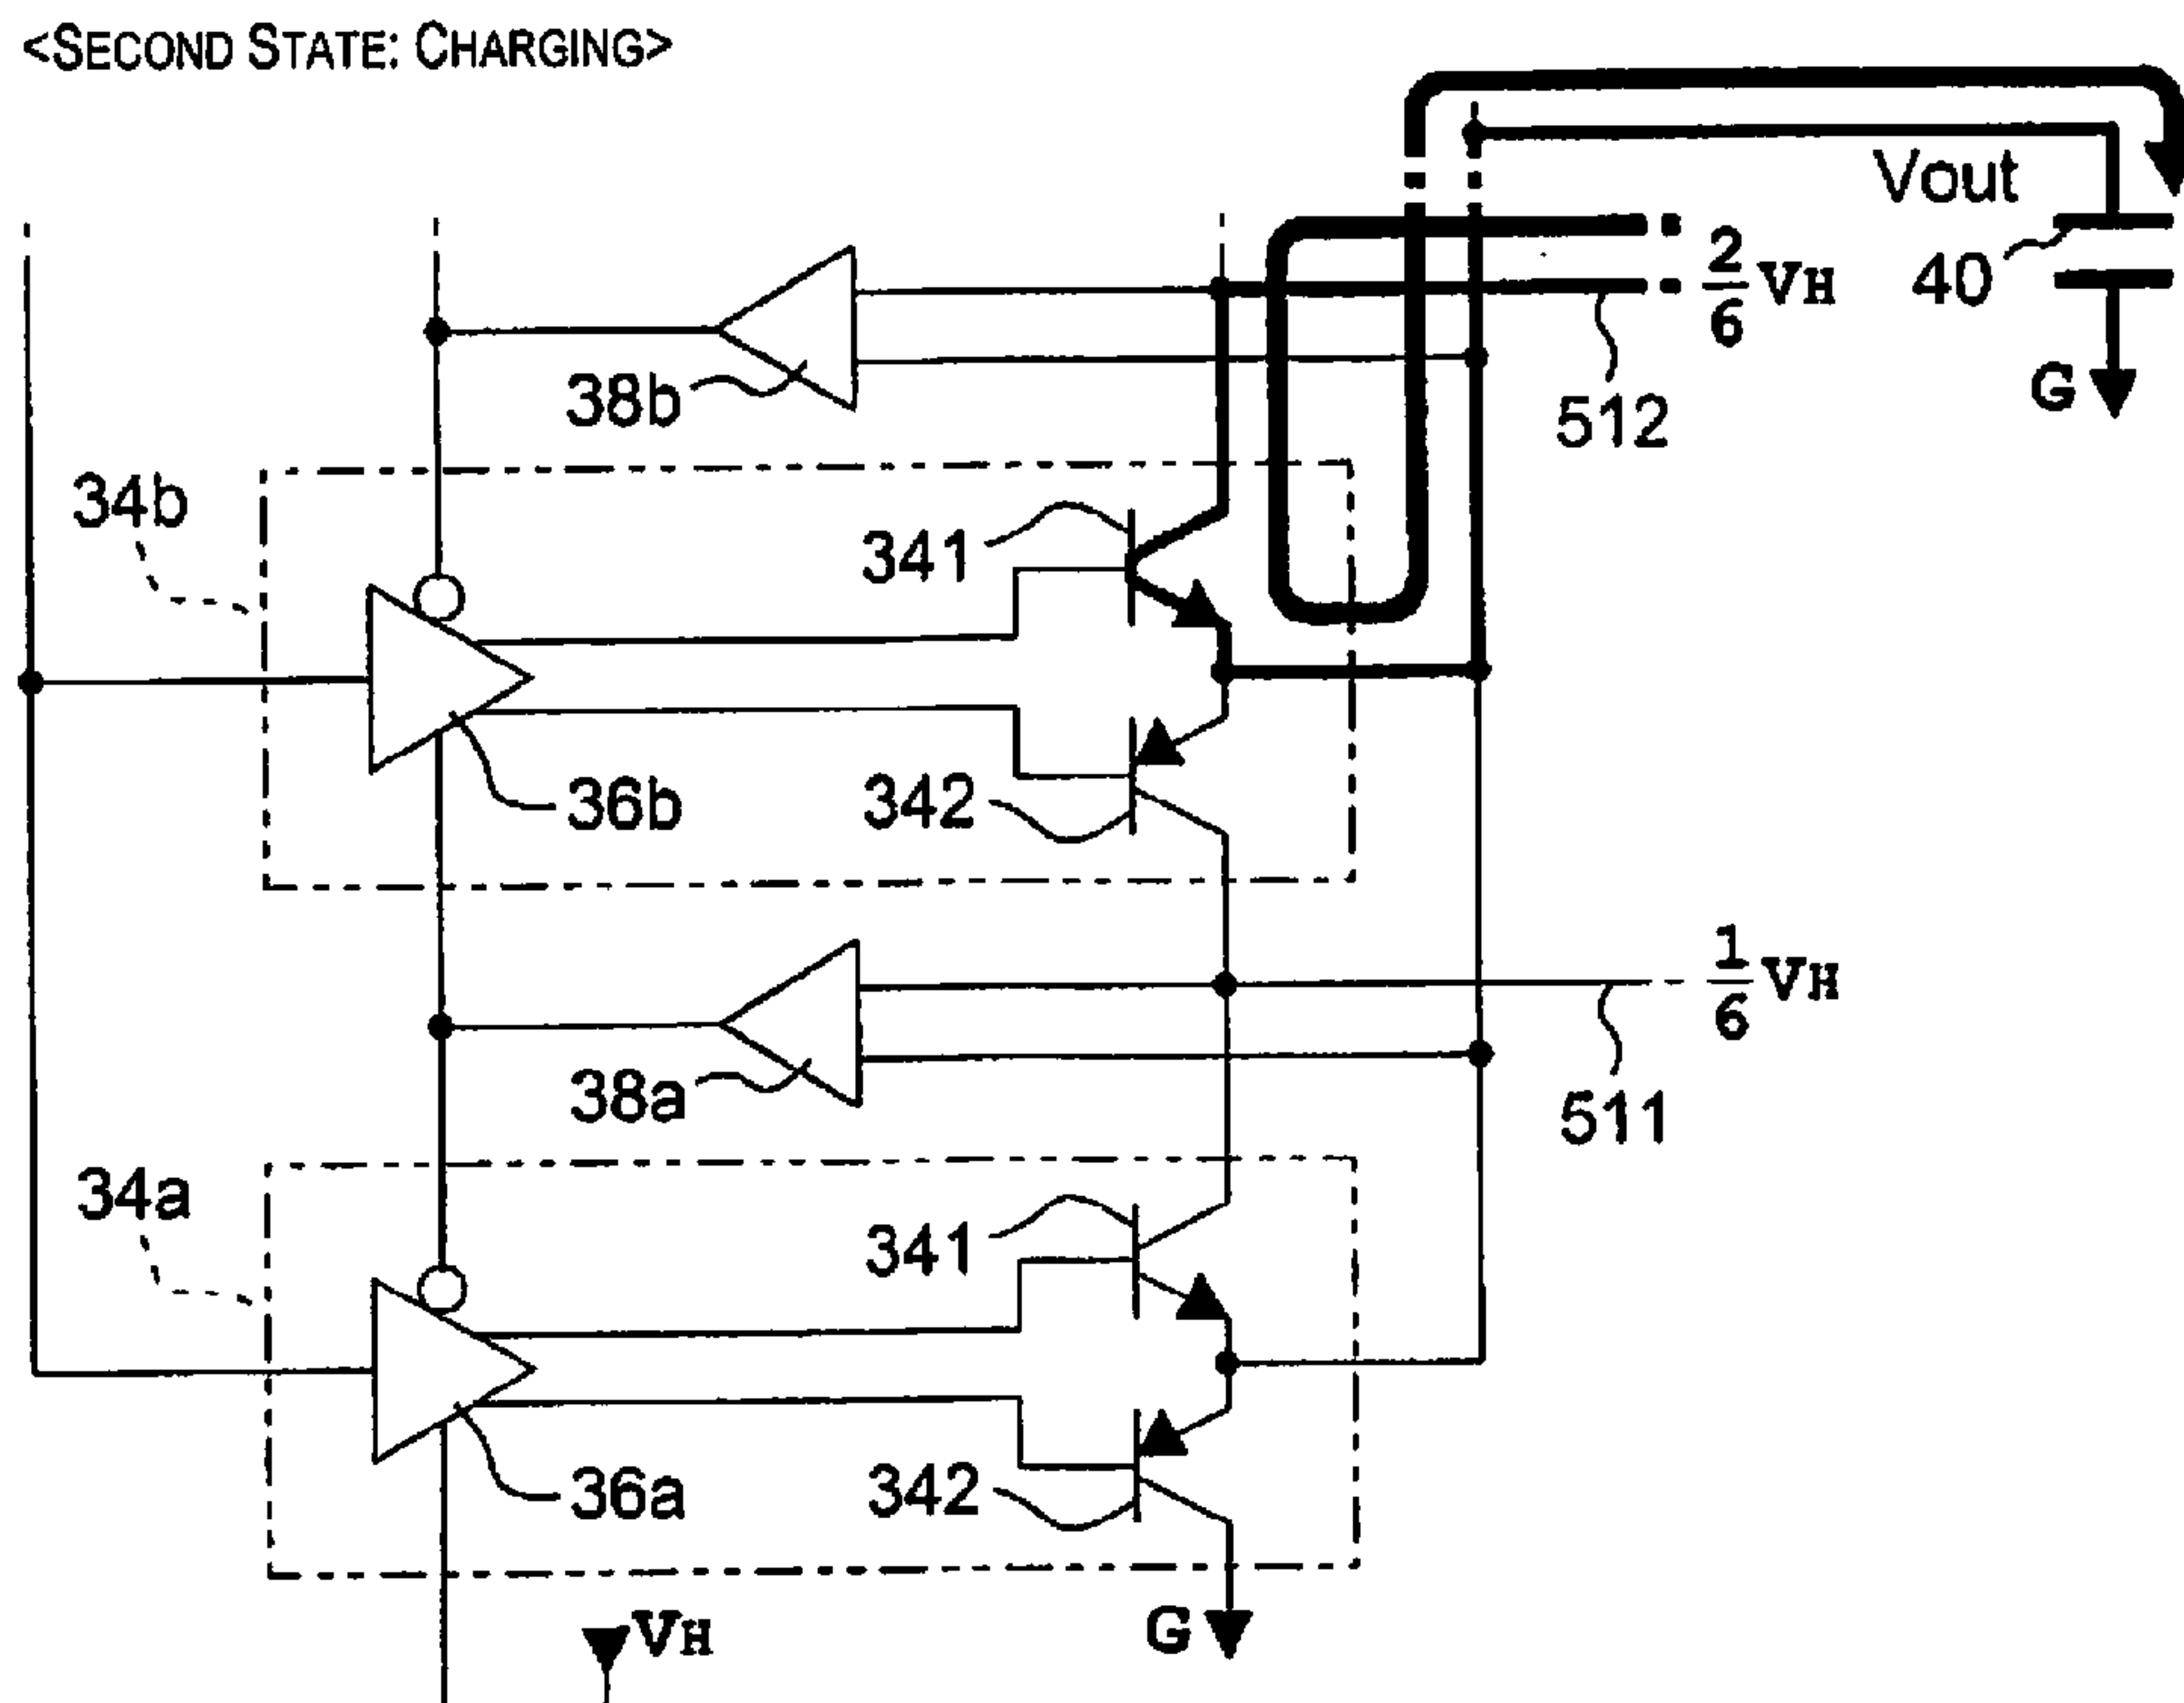 <SECOND STATE: CHARGING>
Vout
2/6 VH
40
38b
512
G
34b
341
36b
342
1/6 VH
38a
511
34a
341
36a
342
VH
G